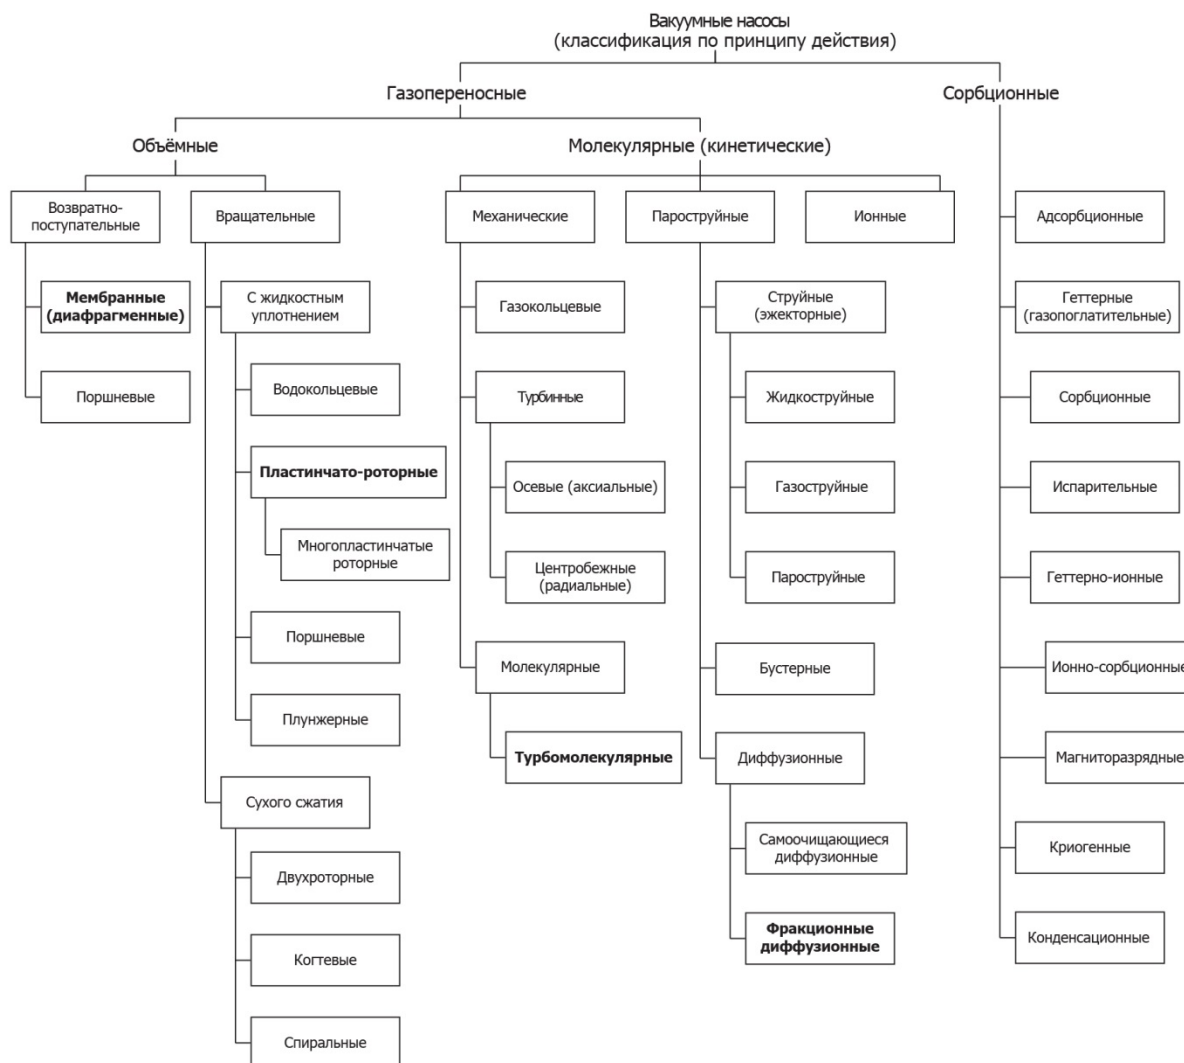 Вакуумные насосы
(классификация по принципу действия)
Газопереносные
Сорбционные
Объёмные
Молекулярные (кинетические)
Возвратно-
поступательные
Вращательные
Механические
Пароструйные
Ионные
Адсорбционные
Мембранные
(диафрагменные)
С жидкостным
уплотнением
Газокольцевые
Струйные
(эжекторные)
Геттерные
(газопоглатительные)
Поршневые
Водокольцевые
Турбинные
Жидкоструйные
Сорбционные
Пластинчато-роторные
Осевые (аксиальные)
Газоструйные
Испарительные
Многопластинчатые
роторные
Центробежные
(радиальные)
Пароструйные
Геттерно-ионные
Поршневые
Молекулярные
Бустерные
Ионно-сорбционные
Плунжерные
Турбомолекулярные
Диффузионные
Магниторазрядные
Сухого сжатия
Самоочищающиеся
диффузионные
Криогенные
Двухроторные
Фракционные
диффузионные
Конденсационные
Когтевые
Спиральные